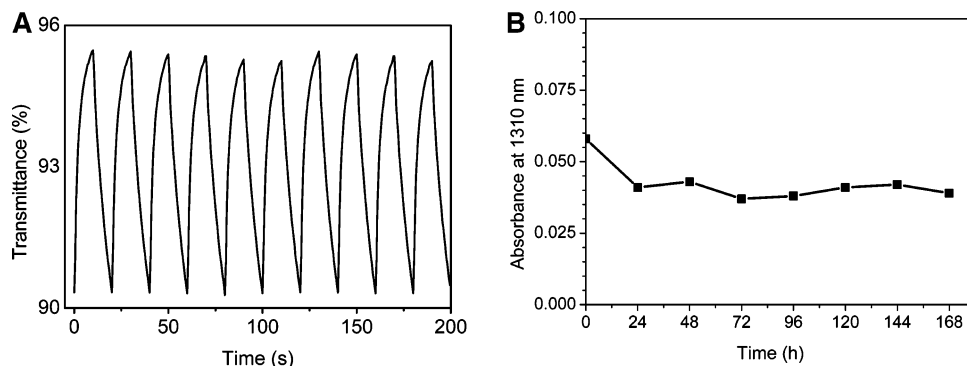 A
96
93
90
Transmittance (%)
0 50 100 150 200
Time (s)
B
0.100
0.075
0.050
0.025
0.000
Absorbance at 1310 nm
0 24 48 72 96 120 144 168
Time (h)